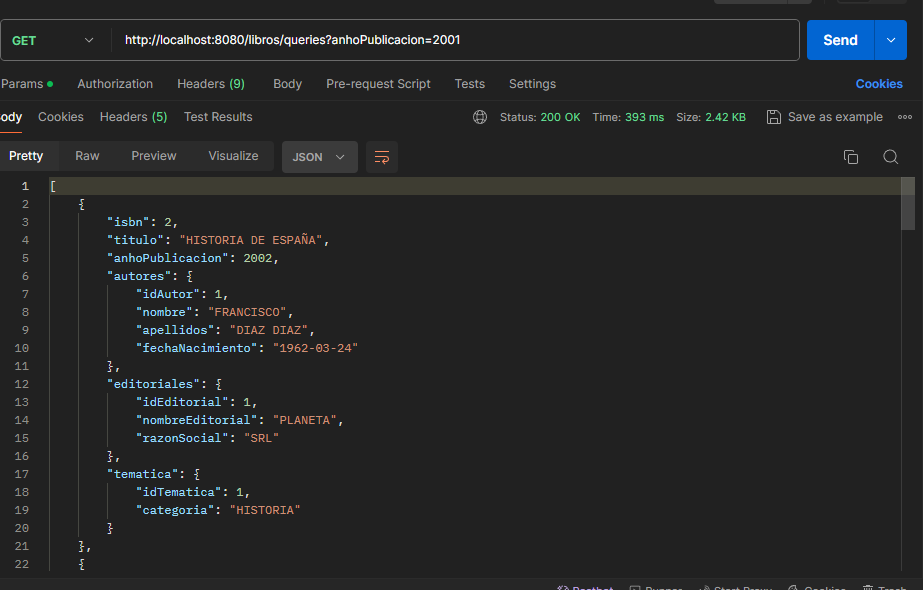 GET http://localhost:8080/libros/queries?anhoPublicacion=2001 Send
Params Authorization Headers (9) Body Pre-request Script Tests Settings Cookies
ody Cookies Headers (5) Test Results Status: 200 OK Time: 393 ms Size: 2.42 KB Save as example
Pretty Raw Preview Visualize JSON
1 [
2 {
3 "isbn": 2,
4 "titulo": "HISTORIA DE ESPAÑA",
5 "anhoPublicacion": 2002,
6 "autores": {
7 "idAutor": 1,
8 "nombre": "FRANCISCO",
9 "apellidos": "DIAZ DIAZ",
10 "fechaNacimiento": "1962-03-24"
11 },
12 "editoriales": {
13 "idEditorial": 1,
14 "nombreEditorial": "PLANETA",
15 "razonSocial": "SRL"
16 },
17 "tematica": {
18 "idTematica": 1,
19 "categoria": "HISTORIA"
20 }
21 },
22 {
Postbot Runner Start Proxy Cookies Trash